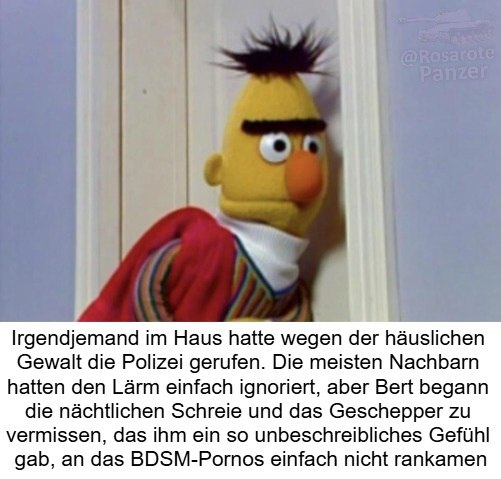 @Rosarote
Panzer
Irgendjemand im Haus hatte wegen der häuslichen
Gewalt die Polizei gerufen. Die meisten Nachbarn
hatten den Lärm einfach ignoriert, aber Bert begann
die nächtlichen Schreie und das Geschepper zu
vermissen, das ihm ein so unbeschreibliches Gefühl
gab, an das BDSM-Pornos einfach nicht rankamen